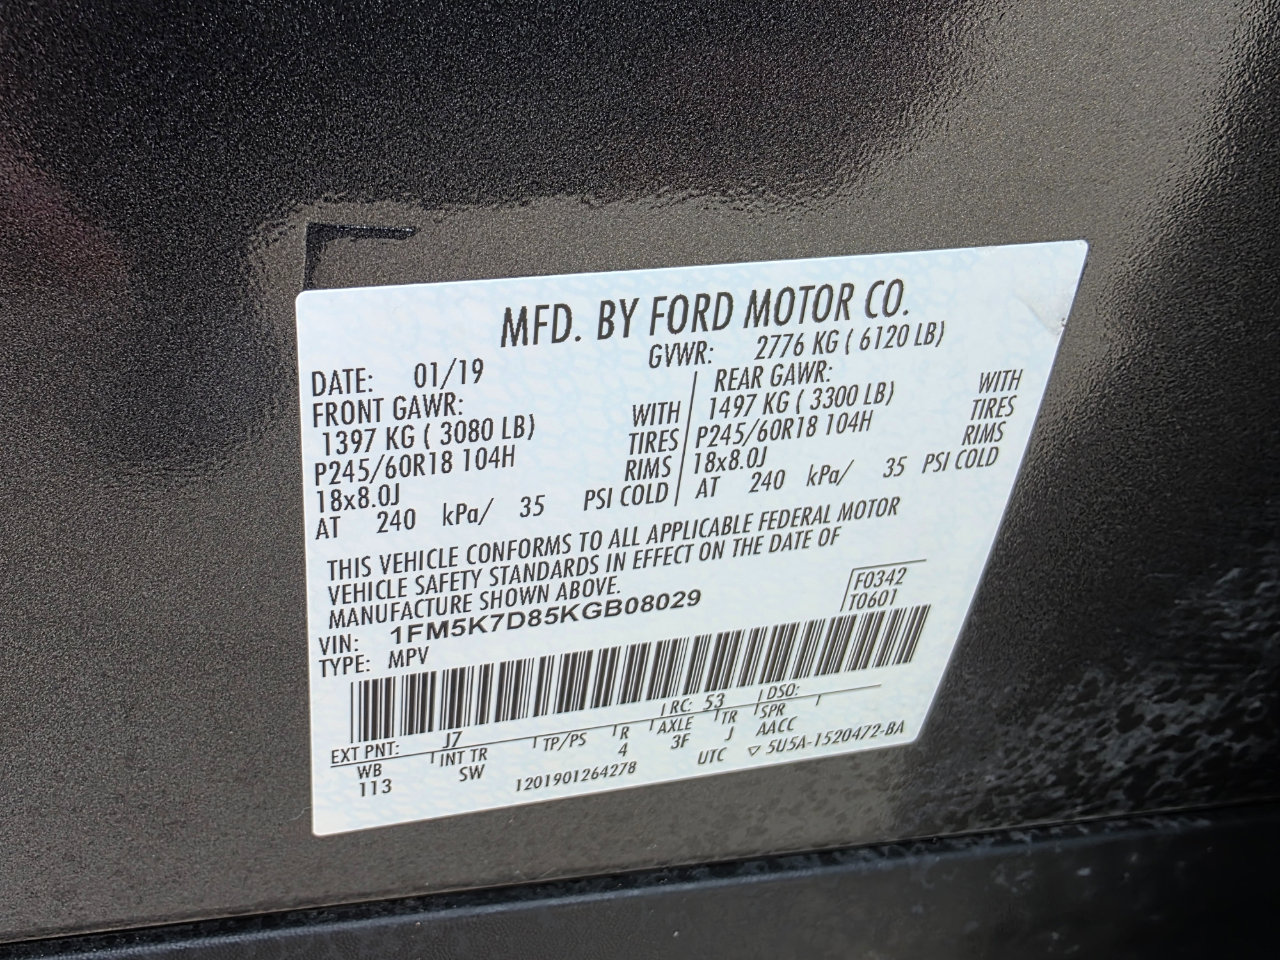 MFD. BY FORD MOTOR CO.
DATE: 01/19 GVWR: 2776 KG ( 6120 LB)
FRONT GAWR: REAR GAWR:
1397 KG ( 3080 LB) WITH 1497 KG ( 3300 LB) WITH
P245/60R18 104H TIRES P245/60R18 104H TIRES
18x8.0J RIMS 18x8.0J RIMS
AT 240 kPa/ 35 PSI COLD AT 240 kPa/ 35 PSI COLD
THIS VEHICLE CONFORMS TO ALL APPLICABLE FEDERAL MOTOR
VEHICLE SAFETY STANDARDS IN EFFECT ON THE DATE OF
MANUFACTURE SHOWN ABOVE.
F0342
VIN: 1FM5K7D85KGB08029 T0601
TYPE: MPV
EXT PNT: J7 RC: 53 DSO:
WB INT TR TP/PS R AXLE TR SPR
113 SW 4 3F J AACC
1201901264278 UTC ▽ 5U5A-1520472-BA